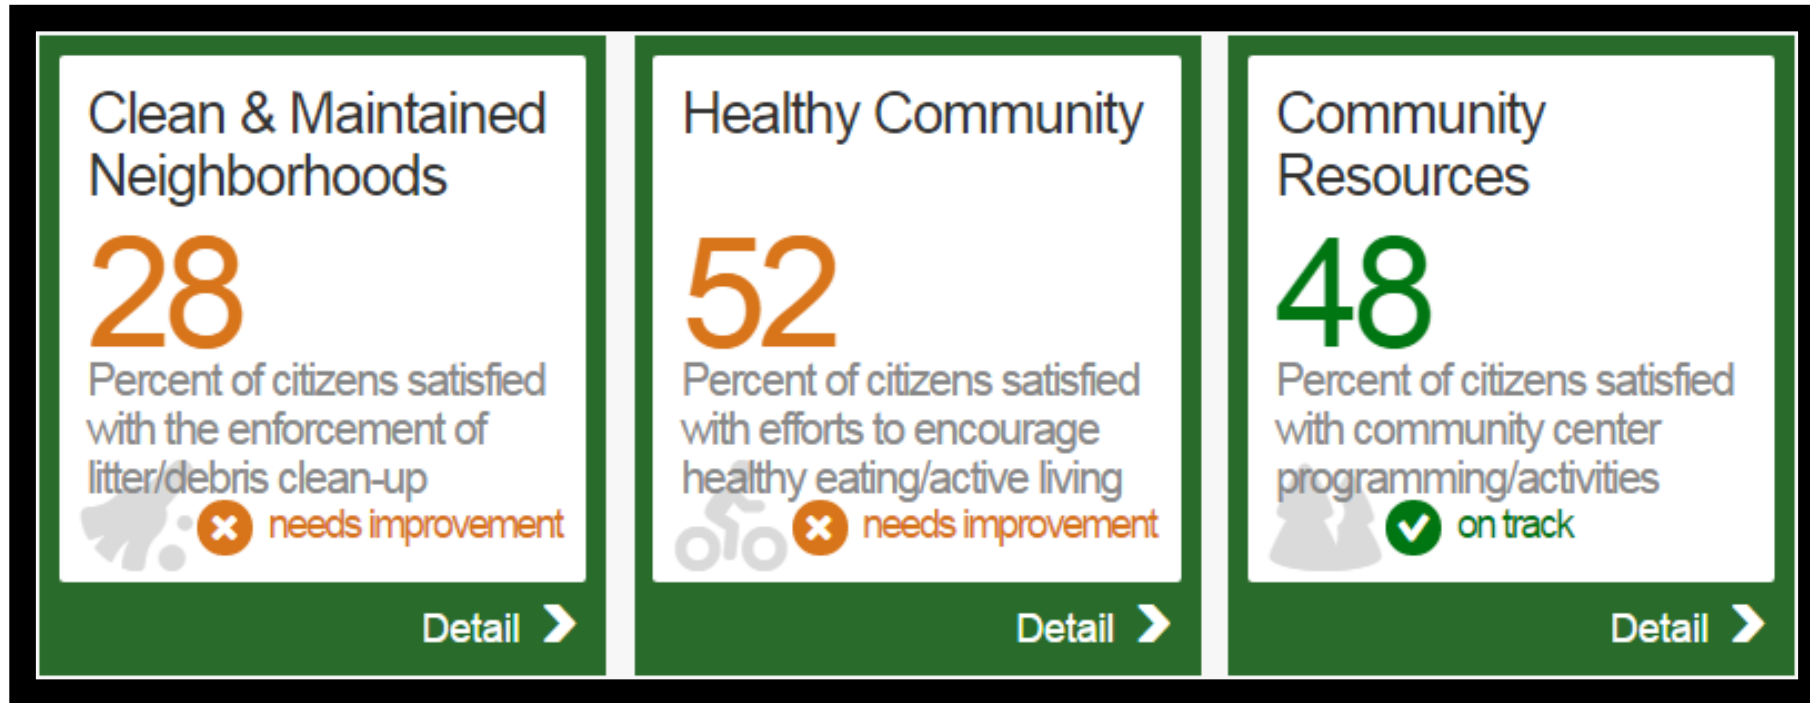 Clean & Maintained
Neighborhoods
28
Percent of citizens satisfied
with the enforcement of
litter/debris clean-up
needs improvement
Detail
Healthy Community
52
Percent of citizens satisfied
with efforts to encourage
healthy eating/active living
needs improvement
Detail
Community
Resources
48
Percent of citizens satisfied
with community center
programming/activities
on track
Detail